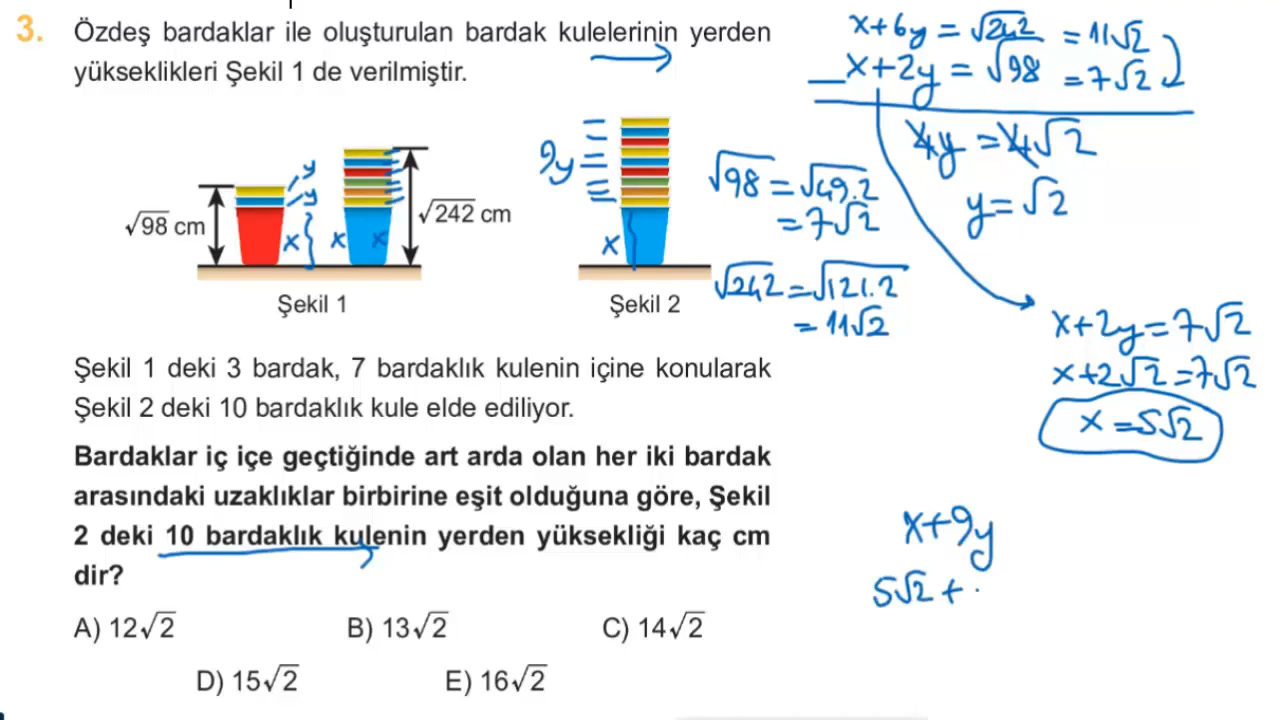 3. Özdeş bardaklar ile oluşturulan bardak kulelerinin yerden
yükseklikleri Şekil 1 de verilmiştir.
x+6y = √242 = 11√2
x+2y = √98 = 7√2
4y = 4√2
y = √2
√98 cm
y
y
x
x
x
√242 cm
Şekil 1
9y
x
Şekil 2
√98 = √49.2
= 7√2
√242 = √121.2
= 11√2
x+2y = 7√2
x+2√2 = 7√2
x = 5√2
Şekil 1 deki 3 bardak, 7 bardaklık kulenin içine konularak
Şekil 2 deki 10 bardaklık kule elde ediliyor.
Bardaklar iç içe geçtiğinde art arda olan her iki bardak
arasındaki uzaklıklar birbirine eşit olduğuna göre, Şekil
2 deki 10 bardaklık kulenin yerden yüksekliği kaç cm
dir?
x+9y
5√2 + .
A) 12√2 B) 13√2 C) 14√2
D) 15√2 E) 16√2